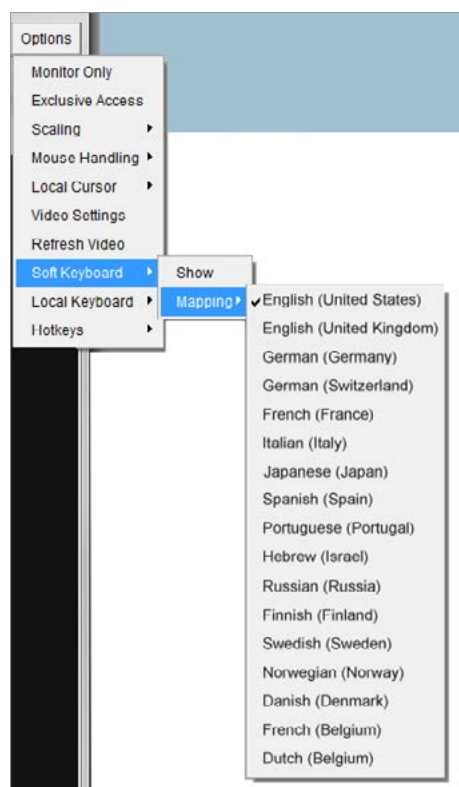 Options
Monitor Only
Exclusive Access
Scaling
Mouse Handling
Local Cursor
Video Settings
Refresh Video
Soft Keyboard
Local Keyboard
Hotkeys
Show
Mapping
English (United States)
English (United Kingdom)
German (Germany)
German (Switzerland)
French (France)
Italian (Italy)
Japanese (Japan)
Spanish (Spain)
Portuguese (Portugal)
Hebrew (Israel)
Russian (Russia)
Finnish (Finland)
Swedish (Sweden)
Norwegian (Norway)
Danish (Denmark)
French (Belgium)
Dutch (Belgium)